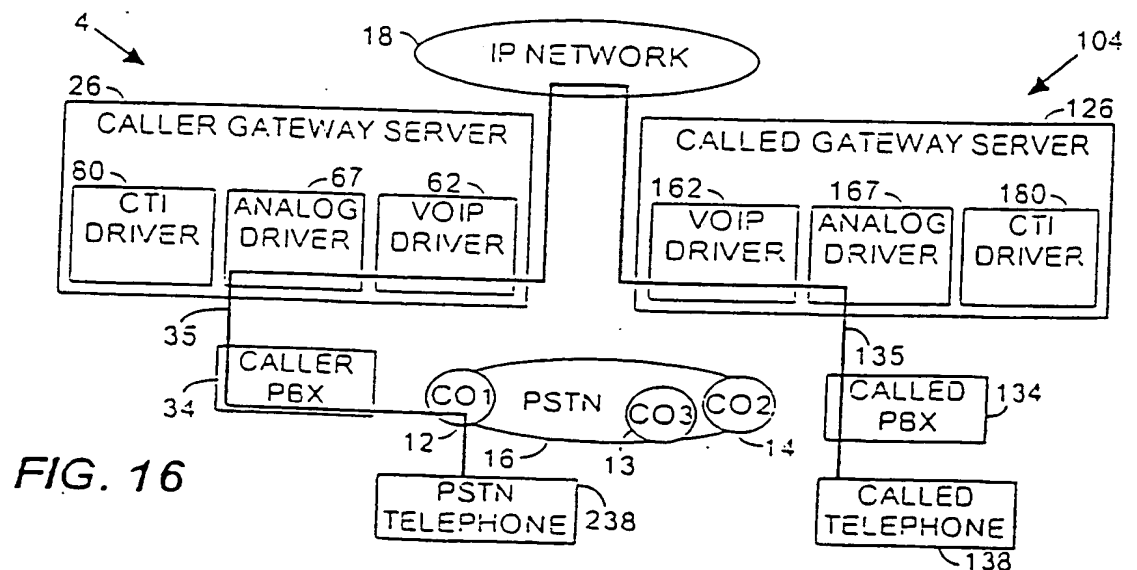 4
18
IP NETWORK
104
26
CALLER GATEWAY SERVER
126
CALLED GATEWAY SERVER
80
CTI
DRIVER
67
ANALOG
DRIVER
62
VOIP
DRIVER
162
VOIP
DRIVER
167
ANALOG
DRIVER
180
CTI
DRIVER
35
135
CALLER
PBX
34
CO1
PSTN
CO3
CO2
CALLED
PBX
134
12
16
13
14
FIG. 16
PSTN
TELEPHONE
238
CALLED
TELEPHONE
138